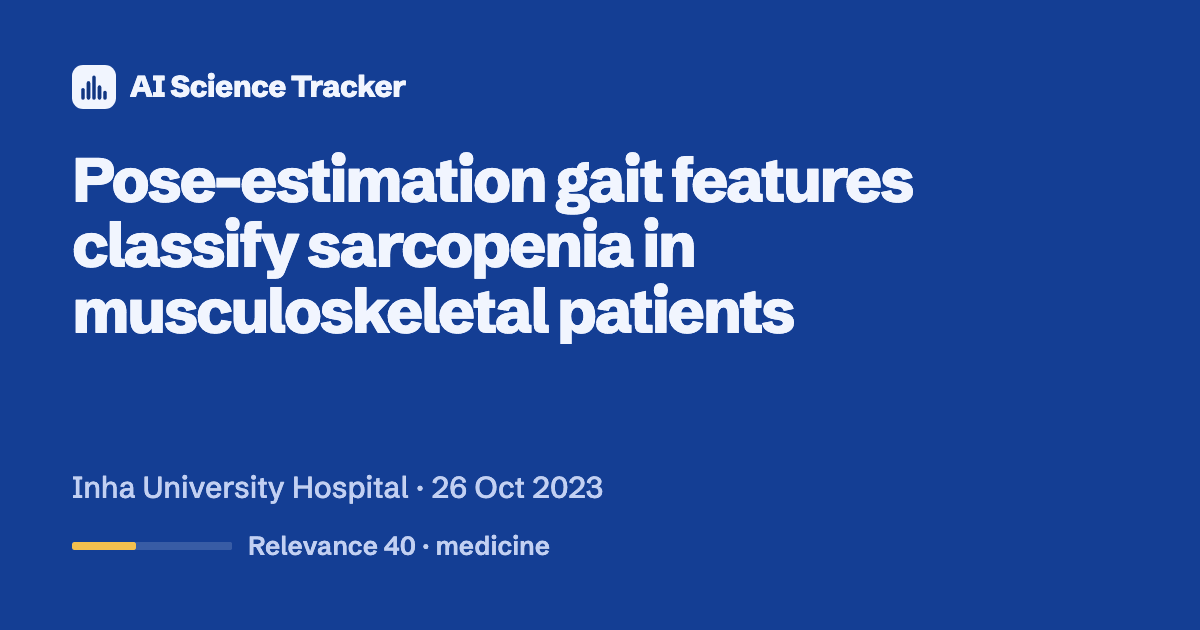 AI Science Tracker
Pose-estimation gait features
classify sarcopenia in
musculoskeletal patients
Inha University Hospital · 26 Oct 2023
Relevance 40 · medicine